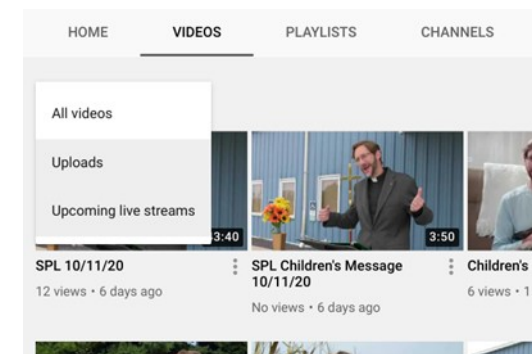 HOME VIDEOS PLAYLISTS CHANNELS
All videos
Uploads
Upcoming live streams
3:40 3:50
SPL 10/11/20
12 views • 6 days ago
SPL Children's Message
10/11/20
No views • 6 days ago
Children's
6 views • 1